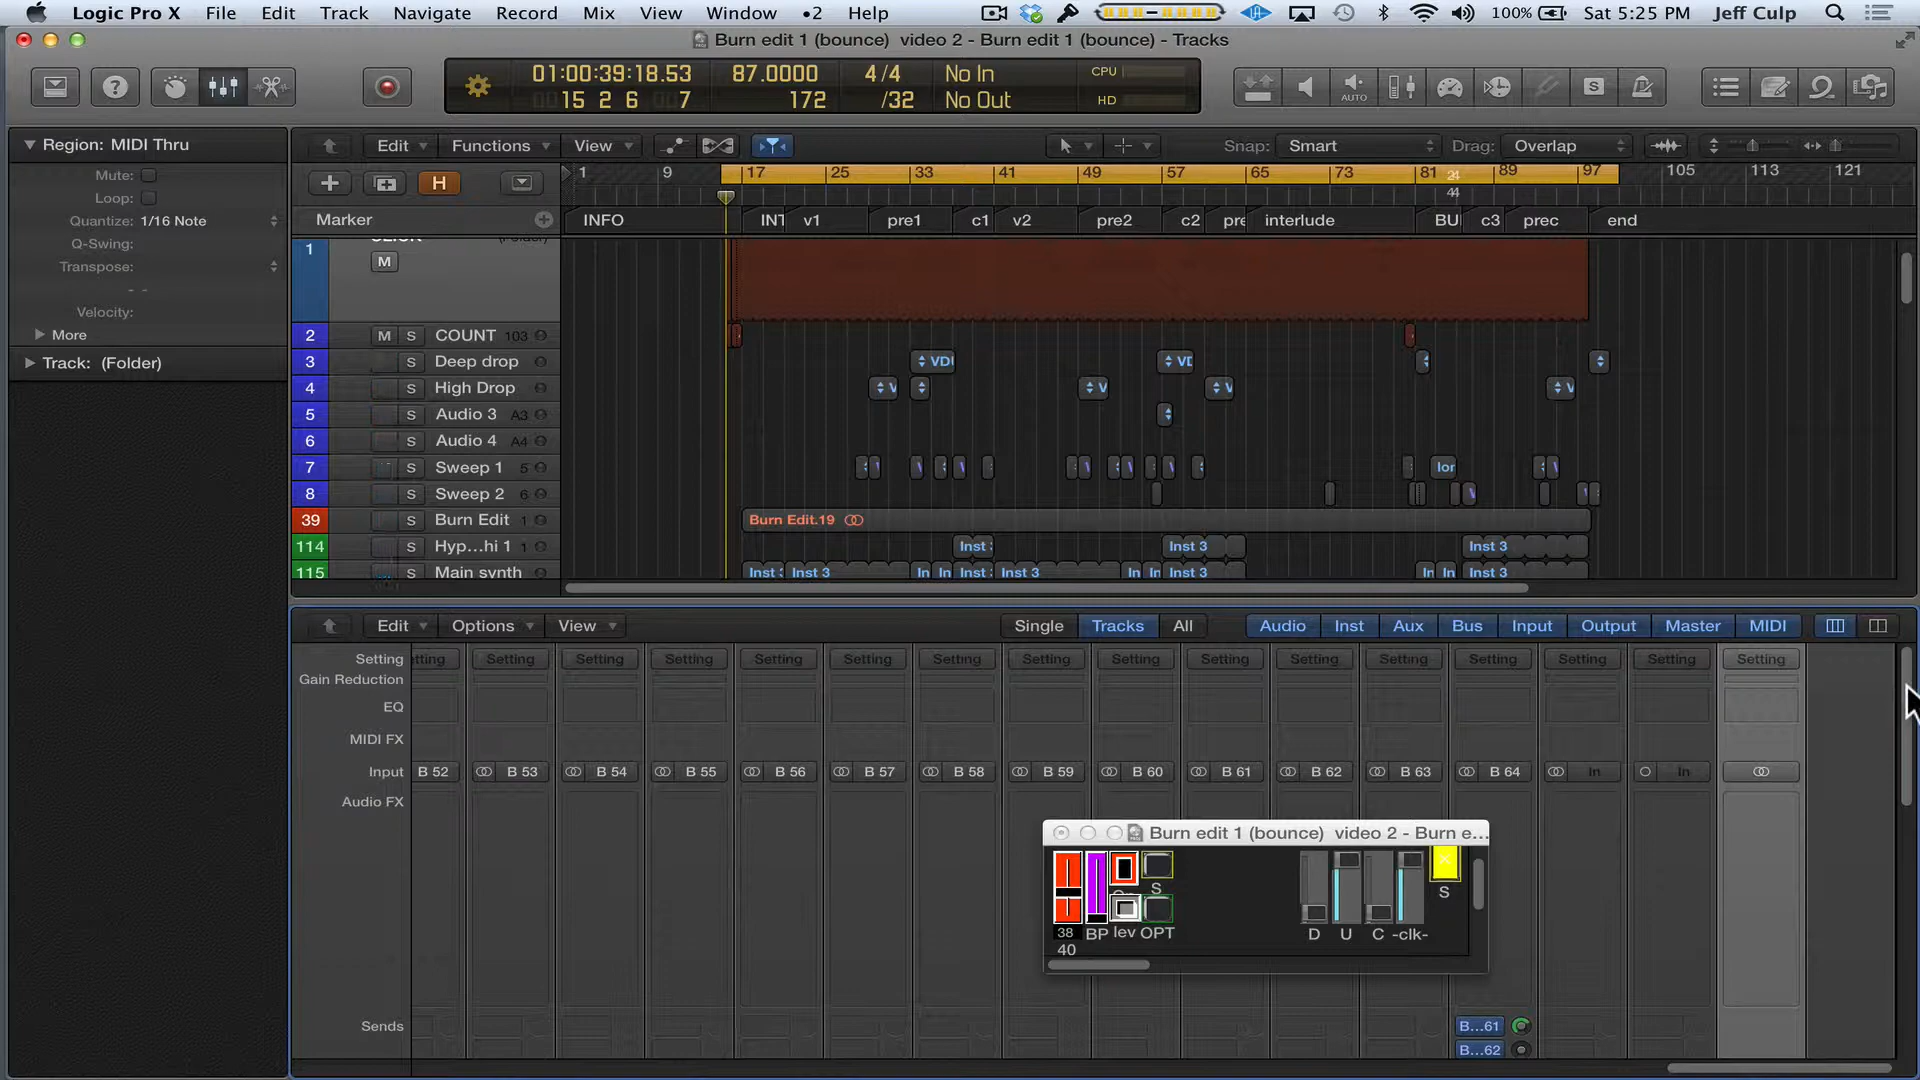 Logic Pro X File Edit Track Navigate Record Mix View Window •2 Help 100% Sat 5:25 PM Jeff Culp
Burn edit 1 (bounce) video 2 - Burn edit 1 (bounce) - Tracks
01:00:39:18.53 87.0000 4/4 No In CPU
15 2 6 7 172 /32 No Out HD
AUTO
S
Region: MIDI Thru
Mute:
Loop:
Quantize: 1/16 Note
Q-Swing:
Transpose:
- -
Velocity:
More
Track: (Folder)
Edit Functions View Snap: Smart Drag: Overlap
H
1 9 17 25 33 41 49 57 65 73 81 89 97 105 113 121
24
44
Marker INFO INT v1 pre1 c1 v2 pre2 c2 pre interlude BU c3 prec end
1 M
2 M S COUNT 103
3 S Deep drop VDI VD
4 S High Drop V V V V
5 S Audio 3 A3
6 S Audio 4 A4
7 S Sweep 1 5 lor
8 S Sweep 2 6
39 S Burn Edit 1 Burn Edit.19
114 S Hyp...hi 1 1 Inst 3 Inst 3 Inst 3
115 S Main synth Inst 3 Inst 3 In In Inst 3 Inst 3 In In Inst 3 In In Inst 3
Edit Options View Single Tracks All Audio Inst Aux Bus Input Output Master MIDI
Setting Setting Setting Setting Setting Setting Setting Setting Setting Setting Setting Setting Setting Setting Setting Setting
Gain Reduction
EQ
MIDI FX
Input B 52 B 53 B 54 B 55 B 56 B 57 B 58 B 59 B 60 B 61 B 62 B 63 B 64 In In
Audio FX
Burn edit 1 (bounce) video 2 - Burn e...
S S
38 BP lev OPT D U C -clk-
40
Sends B...61
B...62